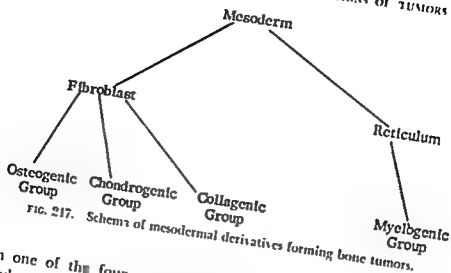 OF TUMORS
Mesoderm
Fibroblast
Reticulum
Osteogenic
Group
Chondrogenic
Group
Collagenic
Group
Myelogenic
Group
FIG. 217. Scheme of mesodermal derivatives forming bone tumors.
one of the four